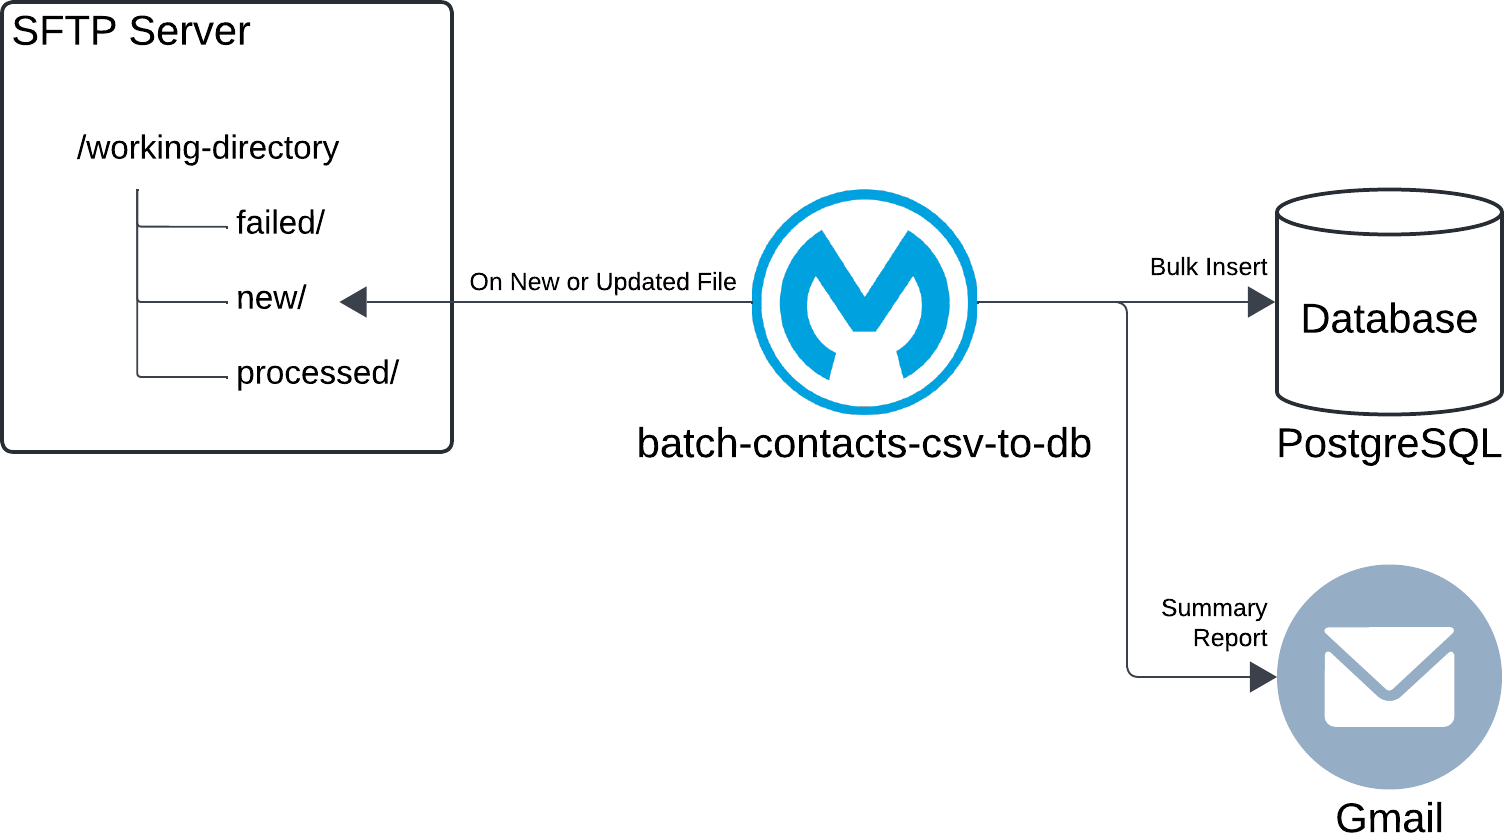 SFTP Server
/working-directory
failed/
new/
processed/
On New or Updated File
batch-contacts-csv-to-db
Bulk Insert
Database
PostgreSQL
Summary
Report
Gmail